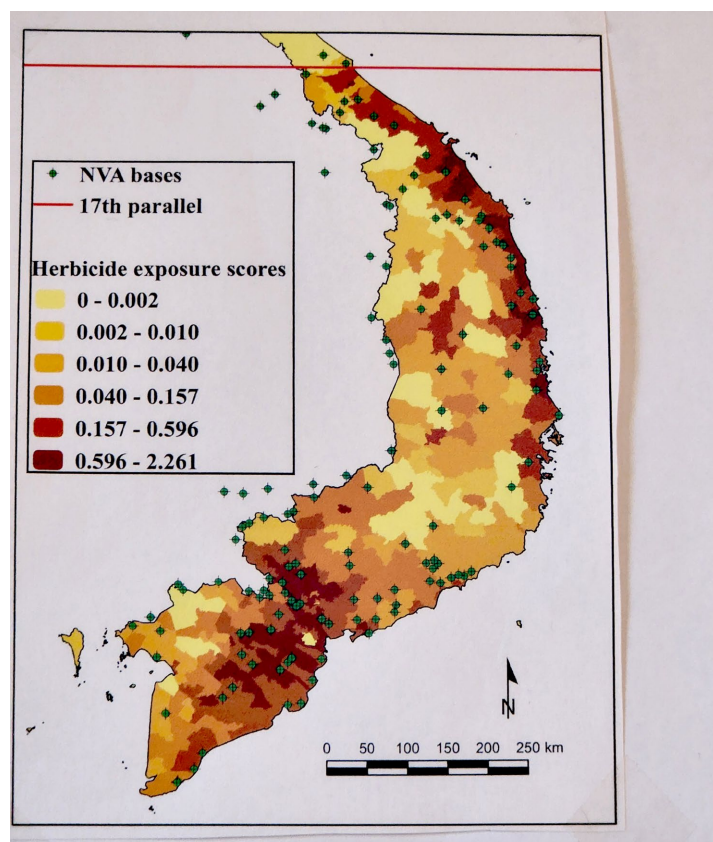 NVA bases
17th parallel
Herbicide exposure scores
0 - 0.002
0.002 - 0.010
0.010 - 0.040
0.040 - 0.157
0.157 - 0.596
0.596 - 2.261
N
0 50 100 150 200 250 km